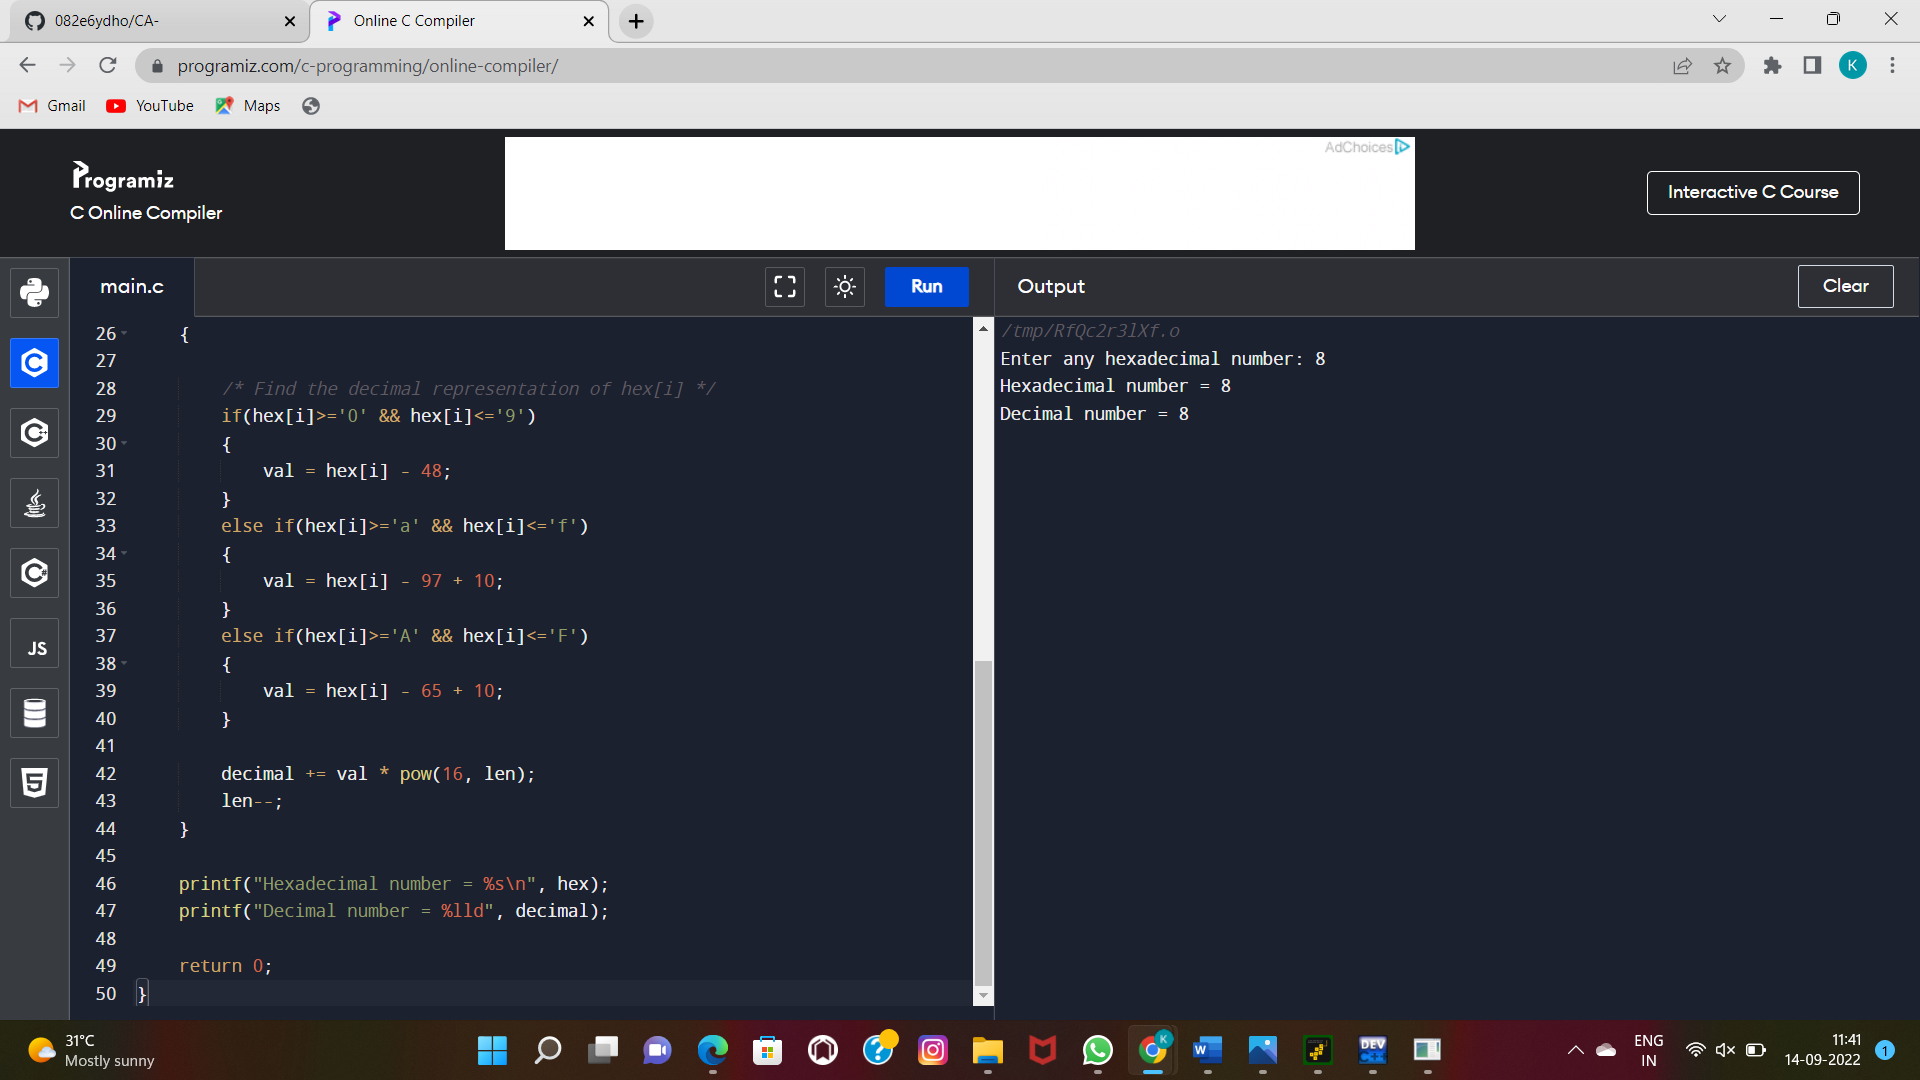 082e6ydho/CA-
Online C Compiler
programiz.com/c-programming/online-compiler/
K
Gmail
YouTube
Maps
AdChoices
Programiz
C Online Compiler
Interactive C Course
main.c
Run
Output
Clear
26 {
27
28 /* Find the decimal representation of hex[i] */
29 if(hex[i]>='0' && hex[i]<='9')
30 {
31 val = hex[i] - 48;
32 }
33 else if(hex[i]>='a' && hex[i]<='f')
34 {
35 val = hex[i] - 97 + 10;
36 }
37 else if(hex[i]>='A' && hex[i]<='F')
38 {
39 val = hex[i] - 65 + 10;
40 }
41
42 decimal += val * pow(16, len);
43 len--;
44 }
45
46 printf("Hexadecimal number = %s\n", hex);
47 printf("Decimal number = %lld", decimal);
48
49 return 0;
50 }
/tmp/RfQc2r3lXf.o
Enter any hexadecimal number: 8
Hexadecimal number = 8
Decimal number = 8
JS
31°C
Mostly sunny
K
W
DEV
C++
ENG
IN
11:41
14-09-2022
1